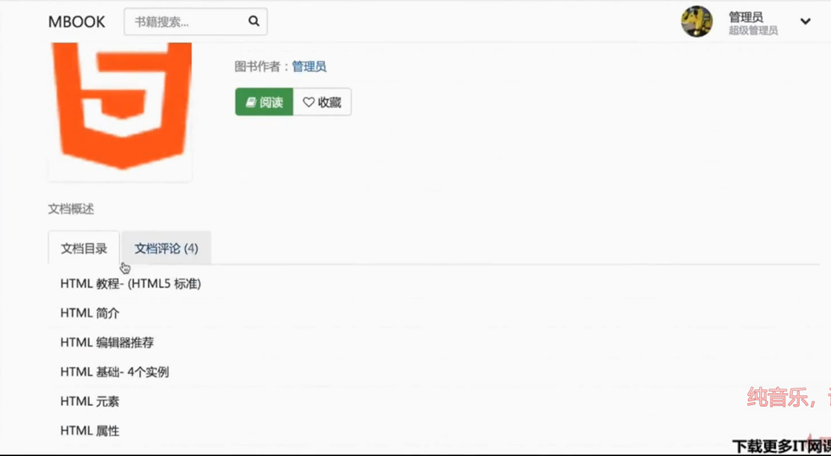 MBOOK 书籍搜索... 管理员
超级管理员
图书作者：管理员
阅读 收藏
文档概述
文档目录 文档评论 (4)
HTML 教程- (HTML5 标准)
HTML 简介
HTML 编辑器推荐
HTML 基础- 4个实例
HTML 元素
HTML 属性
纯音乐，
下载更多IT网课